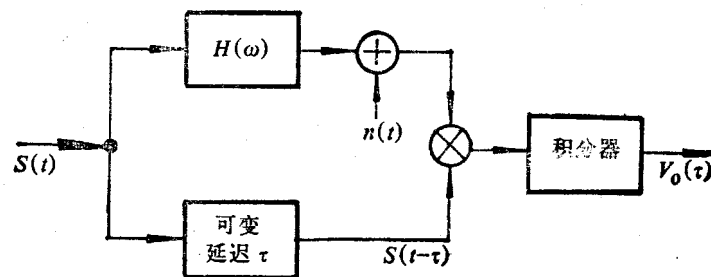 H(ω)
+
n(t)
S(t)
积分器
V₀(τ)
可变
延迟 τ
S(t-τ)